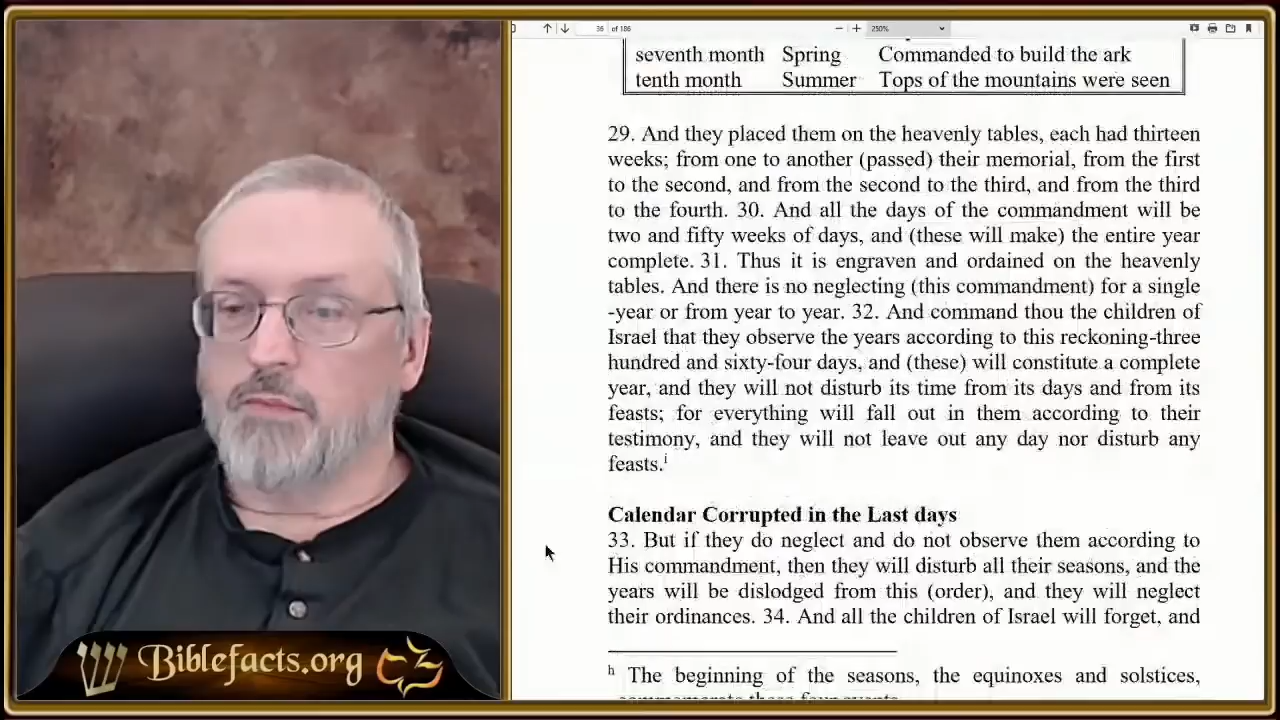 36 of 186
250%
seventh month Spring Commanded to build the ark
tenth month Summer Tops of the mountains were seen
29. And they placed them on the heavenly tables, each had thirteen
weeks; from one to another (passed) their memorial, from the first
to the second, and from the second to the third, and from the third
to the fourth. 30. And all the days of the commandment will be
two and fifty weeks of days, and (these will make) the entire year
complete. 31. Thus it is engraven and ordained on the heavenly
tables. And there is no neglecting (this commandment) for a single
-year or from year to year. 32. And command thou the children of
Israel that they observe the years according to this reckoning-three
hundred and sixty-four days, and (these) will constitute a complete
year, and they will not disturb its time from its days and from its
feasts; for everything will fall out in them according to their
testimony, and they will not leave out any day nor disturb any
feasts.i
Calendar Corrupted in the Last days
33. But if they do neglect and do not observe them according to
His commandment, then they will disturb all their seasons, and the
years will be dislodged from this (order), and they will neglect
their ordinances. 34. And all the children of Israel will forget, and
h The beginning of the seasons, the equinoxes and solstices,
Biblefacts.org